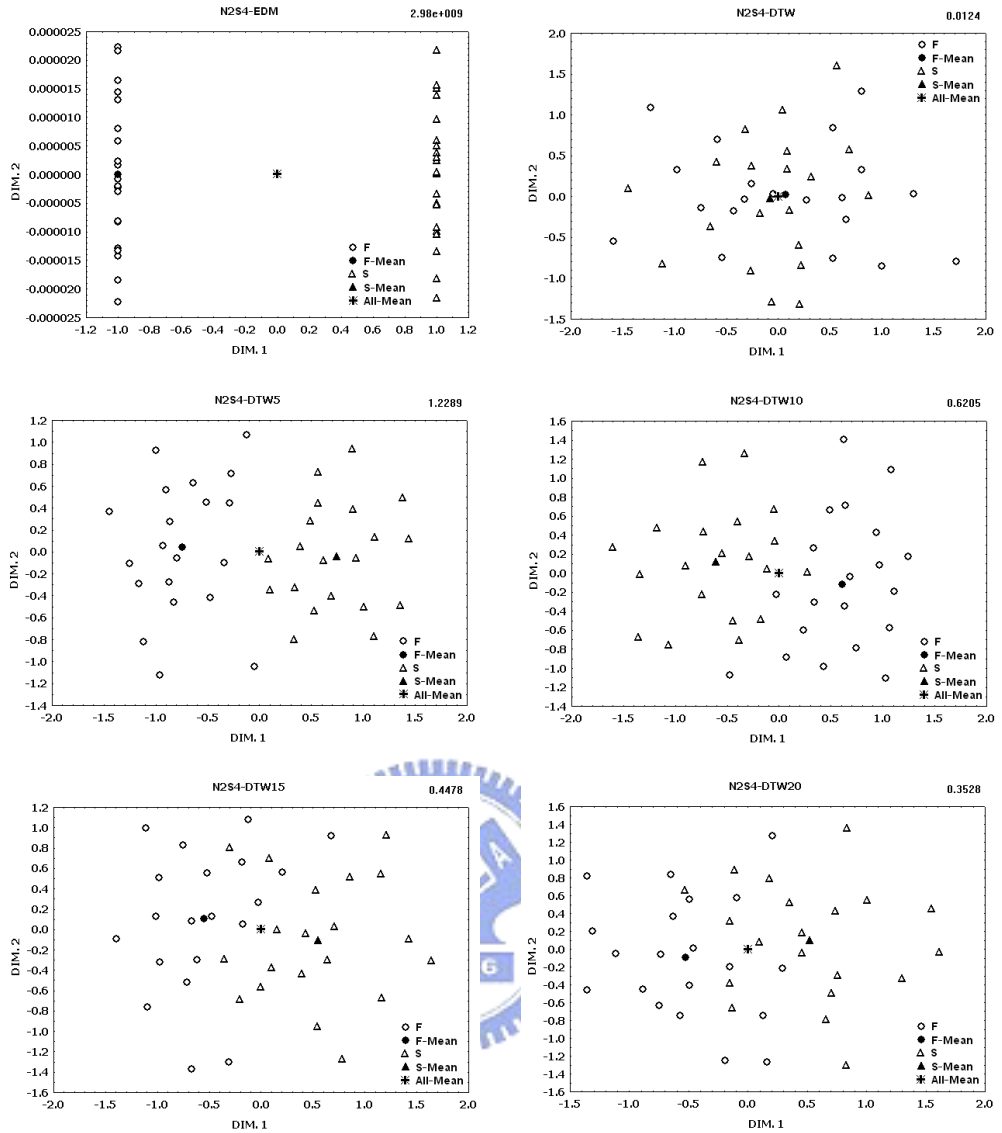 N2S4-EDM 2.98e+009
0.000025
0.000020
0.000015
0.000010
0.000005
0.000000
-0.000005
-0.000010
-0.000015
-0.000020
-0.000025
DIM. 2
F
F-Mean
S
S-Mean
All-Mean
-1.2 -1.0 -0.8 -0.6 -0.4 -0.2 0.0 0.2 0.4 0.6 0.8 1.0 1.2
DIM. 1
N2S4-DTW 0.0124
2.0
1.5
1.0
0.5
0.0
-0.5
-1.0
-1.5
DIM. 2
F
F-Mean
S
S-Mean
All-Mean
-2.0 -1.5 -1.0 -0.5 0.0 0.5 1.0 1.5 2.0
DIM. 1
N2S4-DTW5 1.2289
1.2
1.0
0.8
0.6
0.4
0.2
0.0
-0.2
-0.4
-0.6
-0.8
-1.0
-1.2
-1.4
DIM. 2
F
F-Mean
S
S-Mean
All-Mean
-2.0 -1.5 -1.0 -0.5 0.0 0.5 1.0 1.5 2.0
DIM. 1
N2S4-DTW10 0.6205
1.6
1.4
1.2
1.0
0.8
0.6
0.4
0.2
0.0
-0.2
-0.4
-0.6
-0.8
-1.0
-1.2
-1.4
DIM. 2
F
F-Mean
S
S-Mean
All-Mean
-2.0 -1.5 -1.0 -0.5 0.0 0.5 1.0 1.5 2.0
DIM. 1
N2S4-DTW15 0.4478
1.2
1.0
0.8
0.6
0.4
0.2
0.0
-0.2
-0.4
-0.6
-0.8
-1.0
-1.2
-1.4
-1.6
DIM. 2
F
F-Mean
S
S-Mean
All-Mean
-2.0 -1.5 -1.0 -0.5 0.0 0.5 1.0 1.5 2.0
DIM. 1
A
6
N2S4-DTW20 0.3528
1.6
1.4
1.2
1.0
0.8
0.6
0.4
0.2
0.0
-0.2
-0.4
-0.6
-0.8
-1.0
-1.2
-1.4
-1.6
DIM. 2
F
F-Mean
S
S-Mean
All-Mean
-1.5 -1.0 -0.5 0.0 0.5 1.0 1.5 2.0
DIM. 1